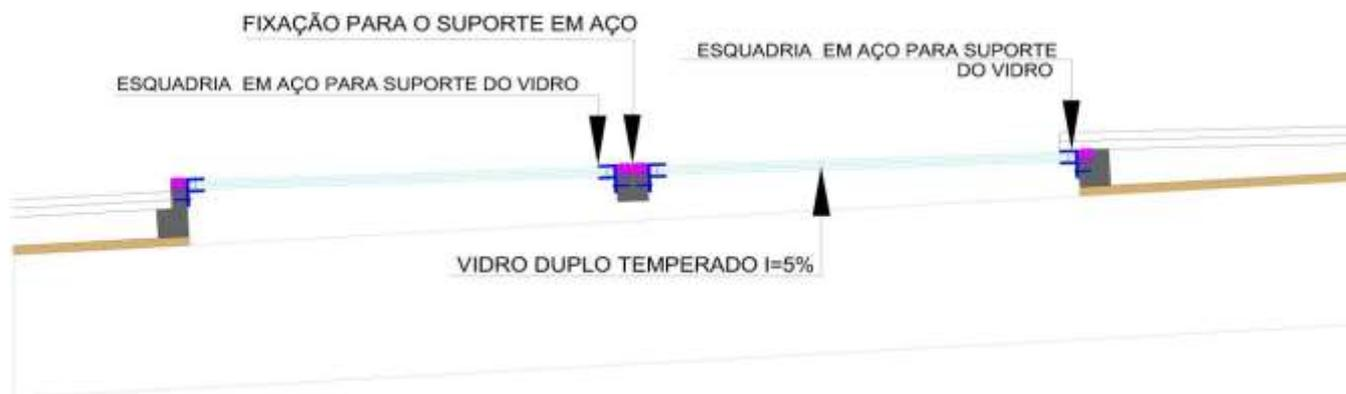 FIXAÇÃO PARA O SUPORTE EM AÇO
ESQUADRIA EM AÇO PARA SUPORTE DO VIDRO
ESQUADRIA EM AÇO PARA SUPORTE
DO VIDRO
VIDRO DUPLO TEMPERADO I=5%